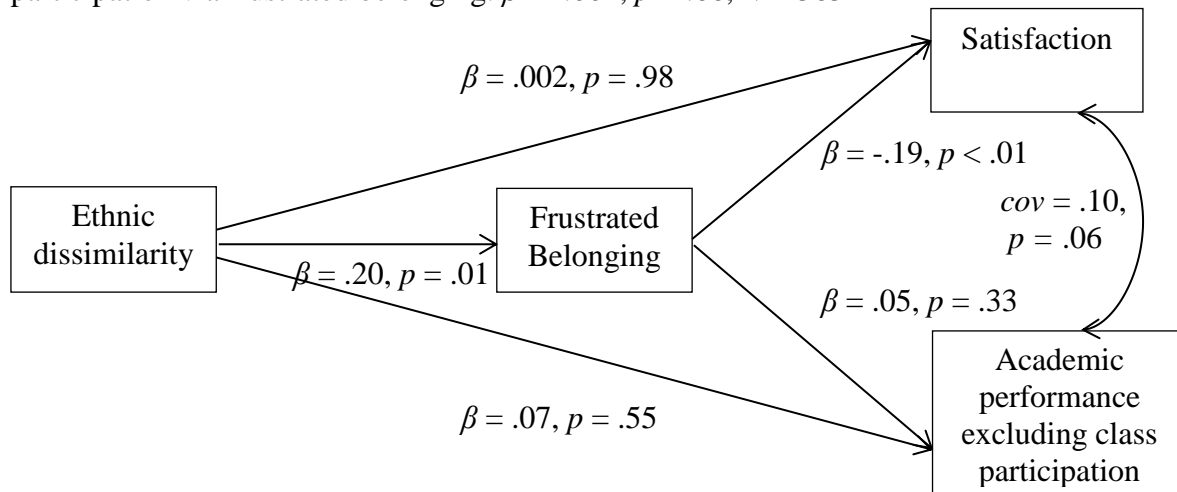 Satisfaction
β = .002, p = .98
β = -.19, p < .01
Ethnic
dissimilarity
Frustrated
Belonging
cov = .10,
p = .06
β = .20, p = .01
β = .05, p = .33
Academic
performance
excluding class
participation
β = .07, p = .55